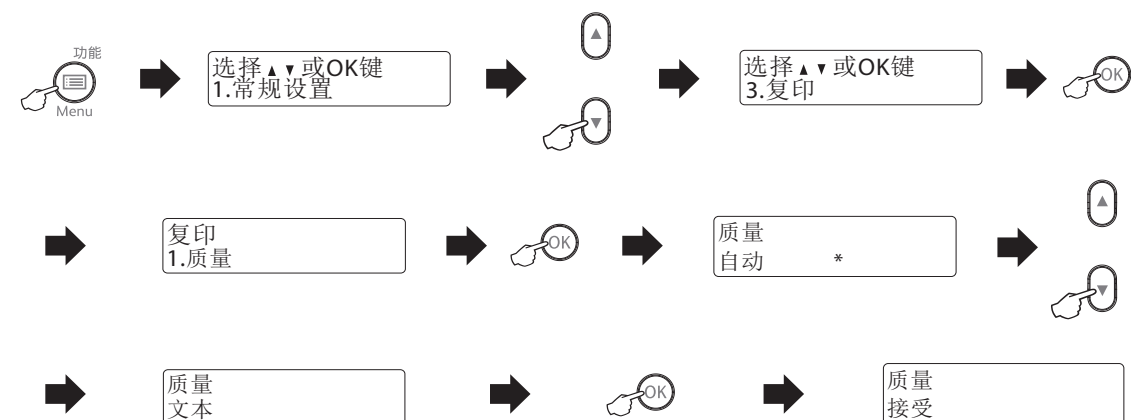 功能
Menu
选择▲▼或OK键
1.常规设置
选择▲▼或OK键
3.复印
OK
复印
1.质量
OK
质量
自动 *
质量
文本
OK
质量
接受